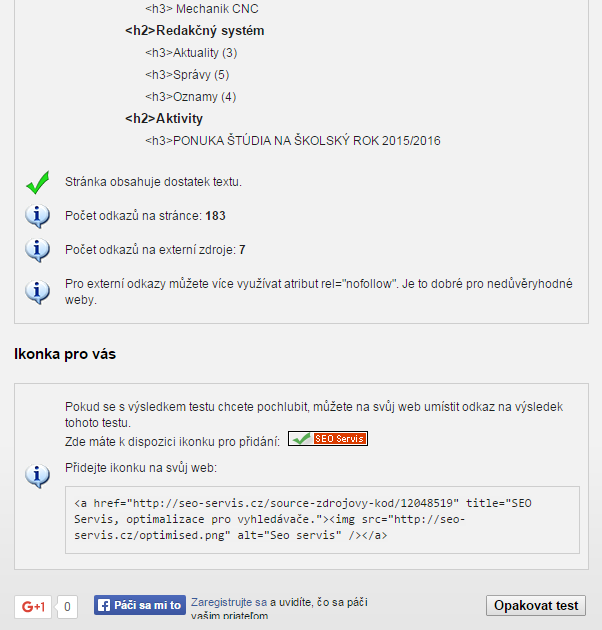 <h3> Mechanik CNC
<h2>Redakčný systém
<h3>Aktuality (3)
<h3>Správy (5)
<h3>Oznamy (4)
<h2>Aktivity
<h3>PONUKA ŠTÚDIA NA ŠKOLSKÝ ROK 2015/2016
Stránka obsahuje dostatek textu.
Počet odkazů na stránce: 183
Počet odkazů na externí zdroje: 7
Pro externí odkazy můžete více využívat atribut rel="nofollow". Je to dobré pro nedůvěryhodné
weby.
Ikonka pro vás
Pokud se s výsledkem testu chcete pochlubit, můžete na svůj web umístit odkaz na výsledek
tohoto testu.
Zde máte k dispozici ikonku pro přidání: SEO Servis
Přidejte ikonku na svůj web:
<a href="http://seo-servis.cz/source-zdrojovy-kod/12048519" title="SEO
Servis, optimalizace pro vyhledávače."><img src="http://seo-
servis.cz/optimised.png" alt="Seo servis" /></a>
G+1 0 Páči sa mi to Zaregistrujte sa a uvidíte, čo sa páči
vašim priateľom Opakovat test